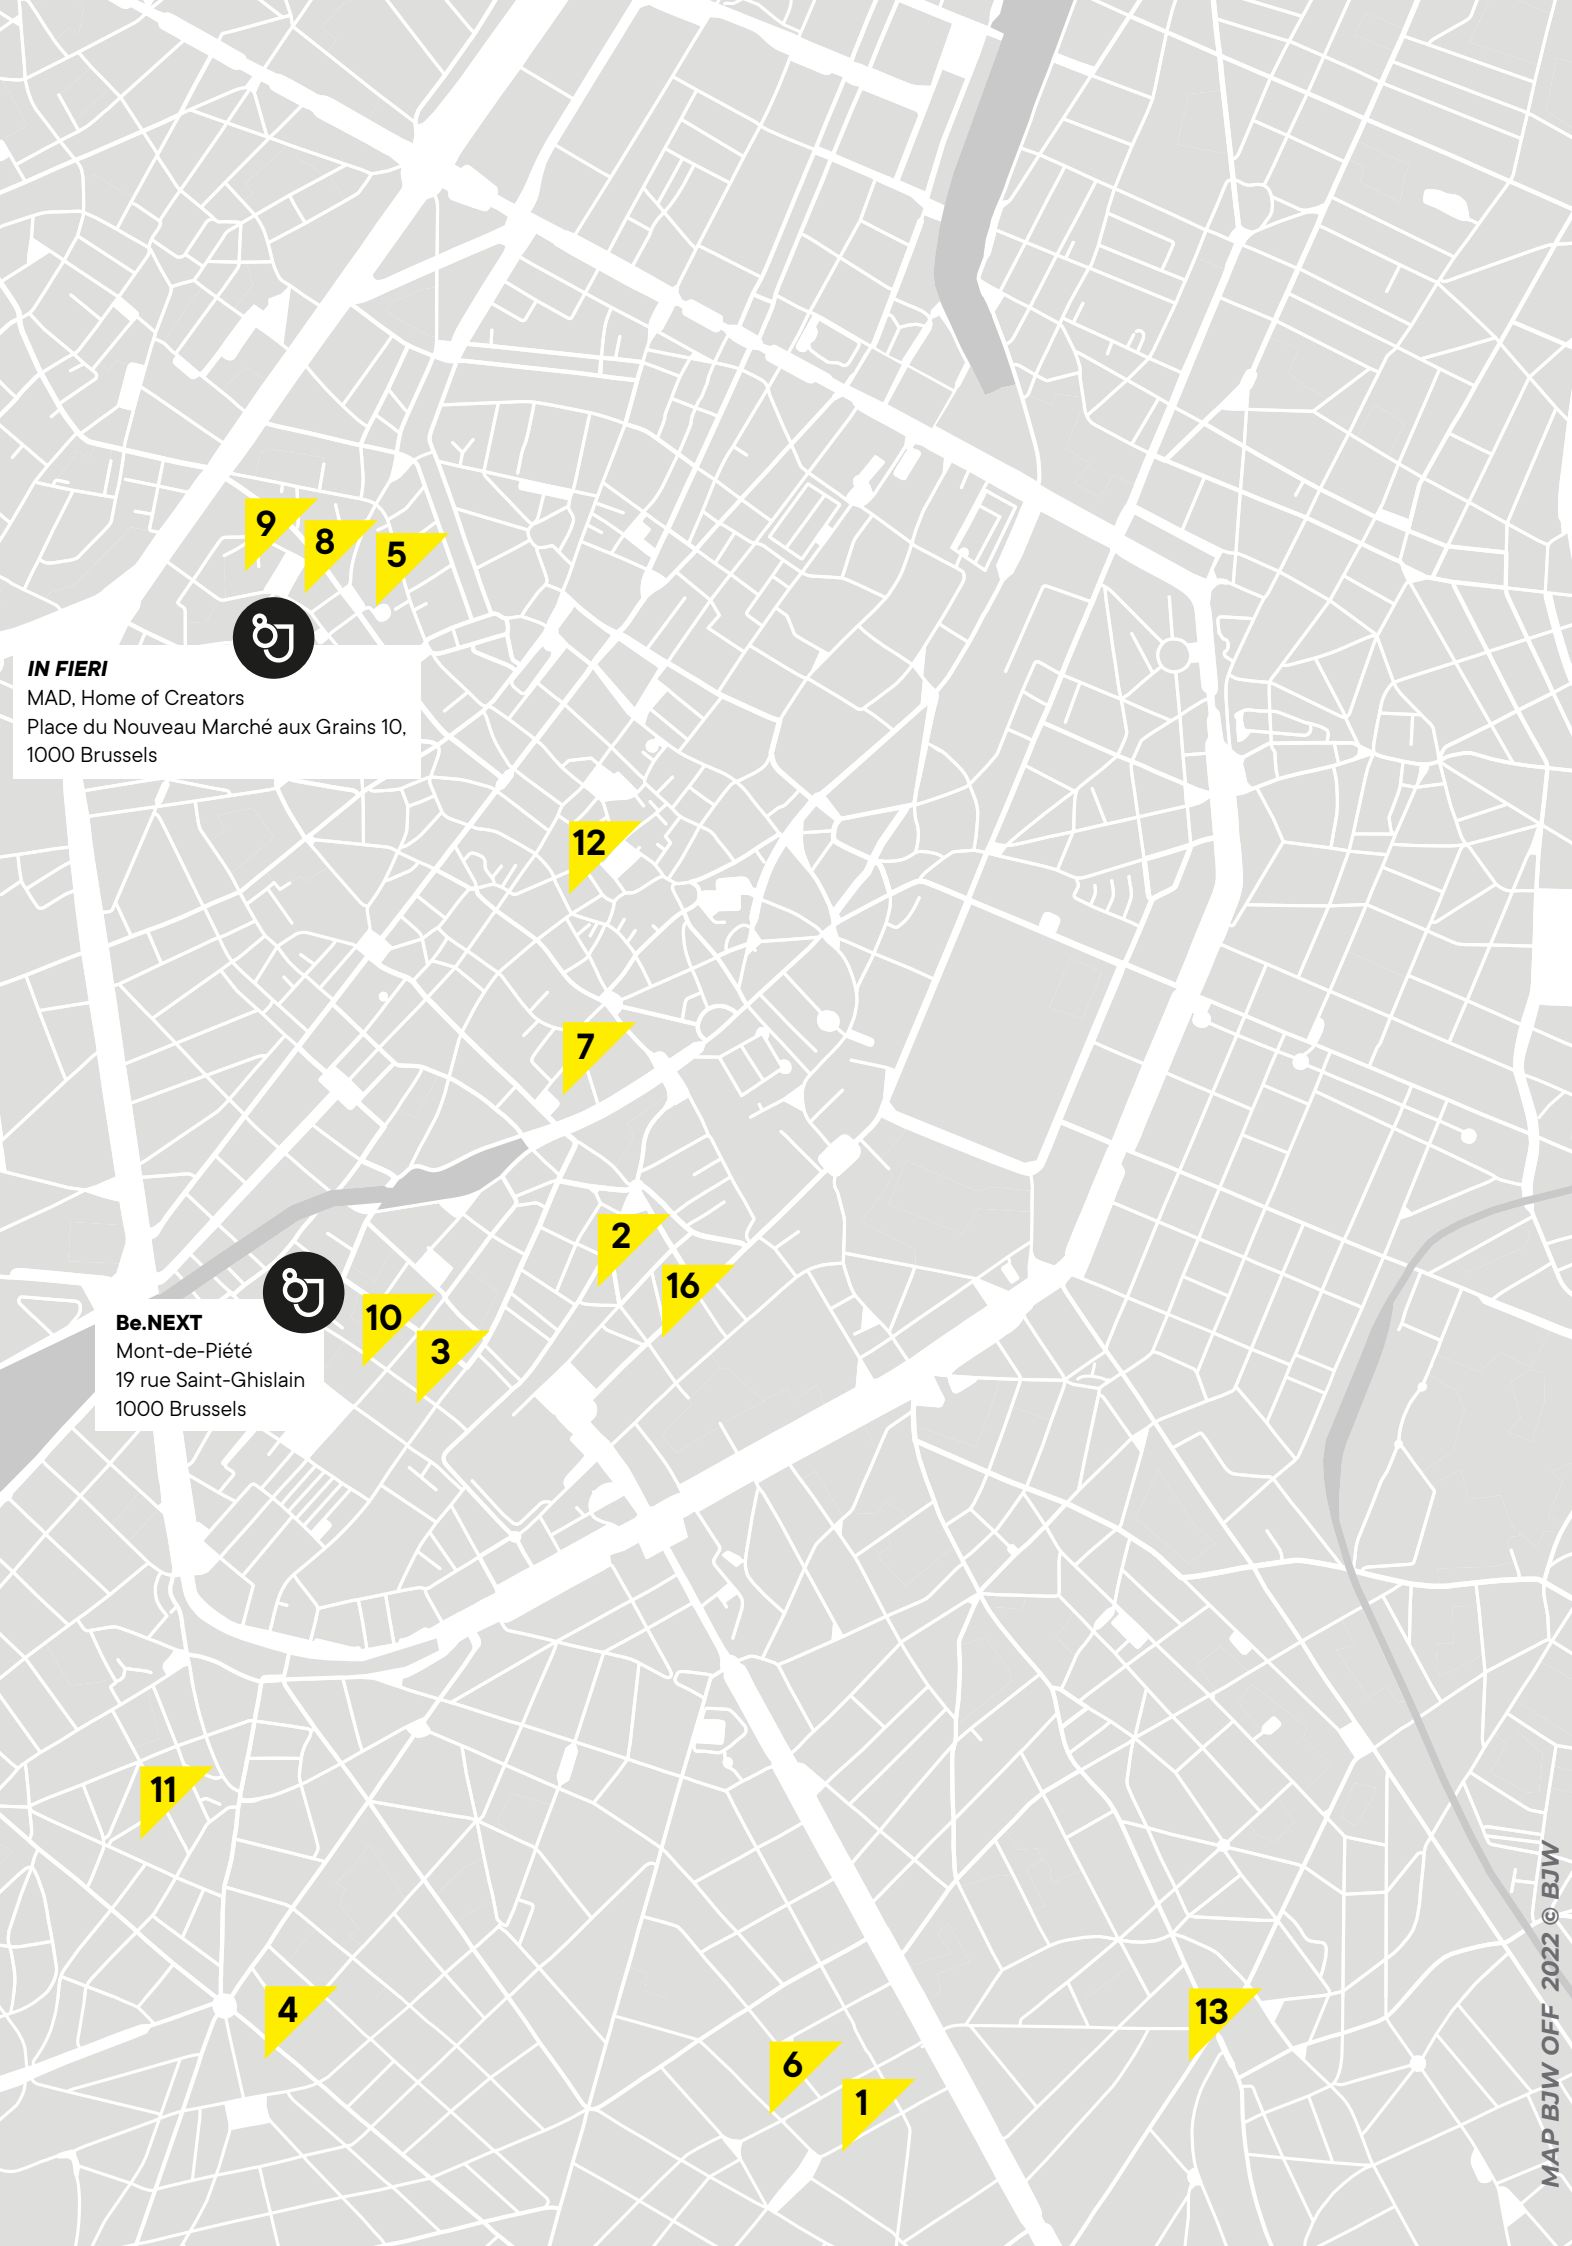 9
8
5
IN FIERI
MAD, Home of Creators
Place du Nouveau Marché aux Grains 10,
1000 Brussels
12
7
2
16
10
3
Be.NEXT
Mont-de-Piété
19 rue Saint-Ghislain
1000 Brussels
11
4
13
6
1
MAP BJW OFF 2022 © BJW